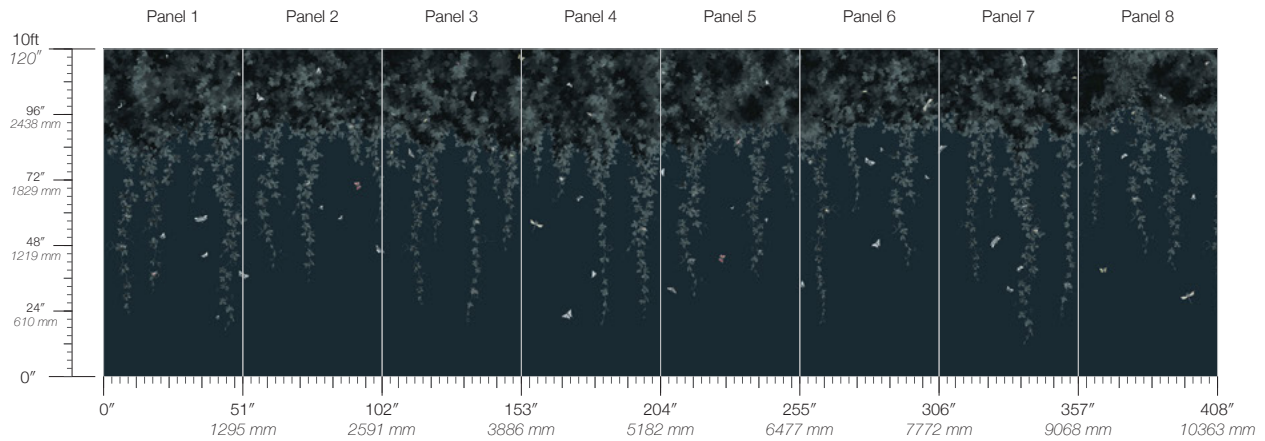 Panel 1 Panel 2 Panel 3 Panel 4 Panel 5 Panel 6 Panel 7 Panel 8
10ft
120″
96″
2438 mm
72″
1829 mm
48″
1219 mm
24″
610 mm
0″
0″ 51″ 102″ 153″ 204″ 255″ 306″ 357″ 408″
1295 mm 2591 mm 3886 mm 5182 mm 6477 mm 7772 mm 9068 mm 10363 mm